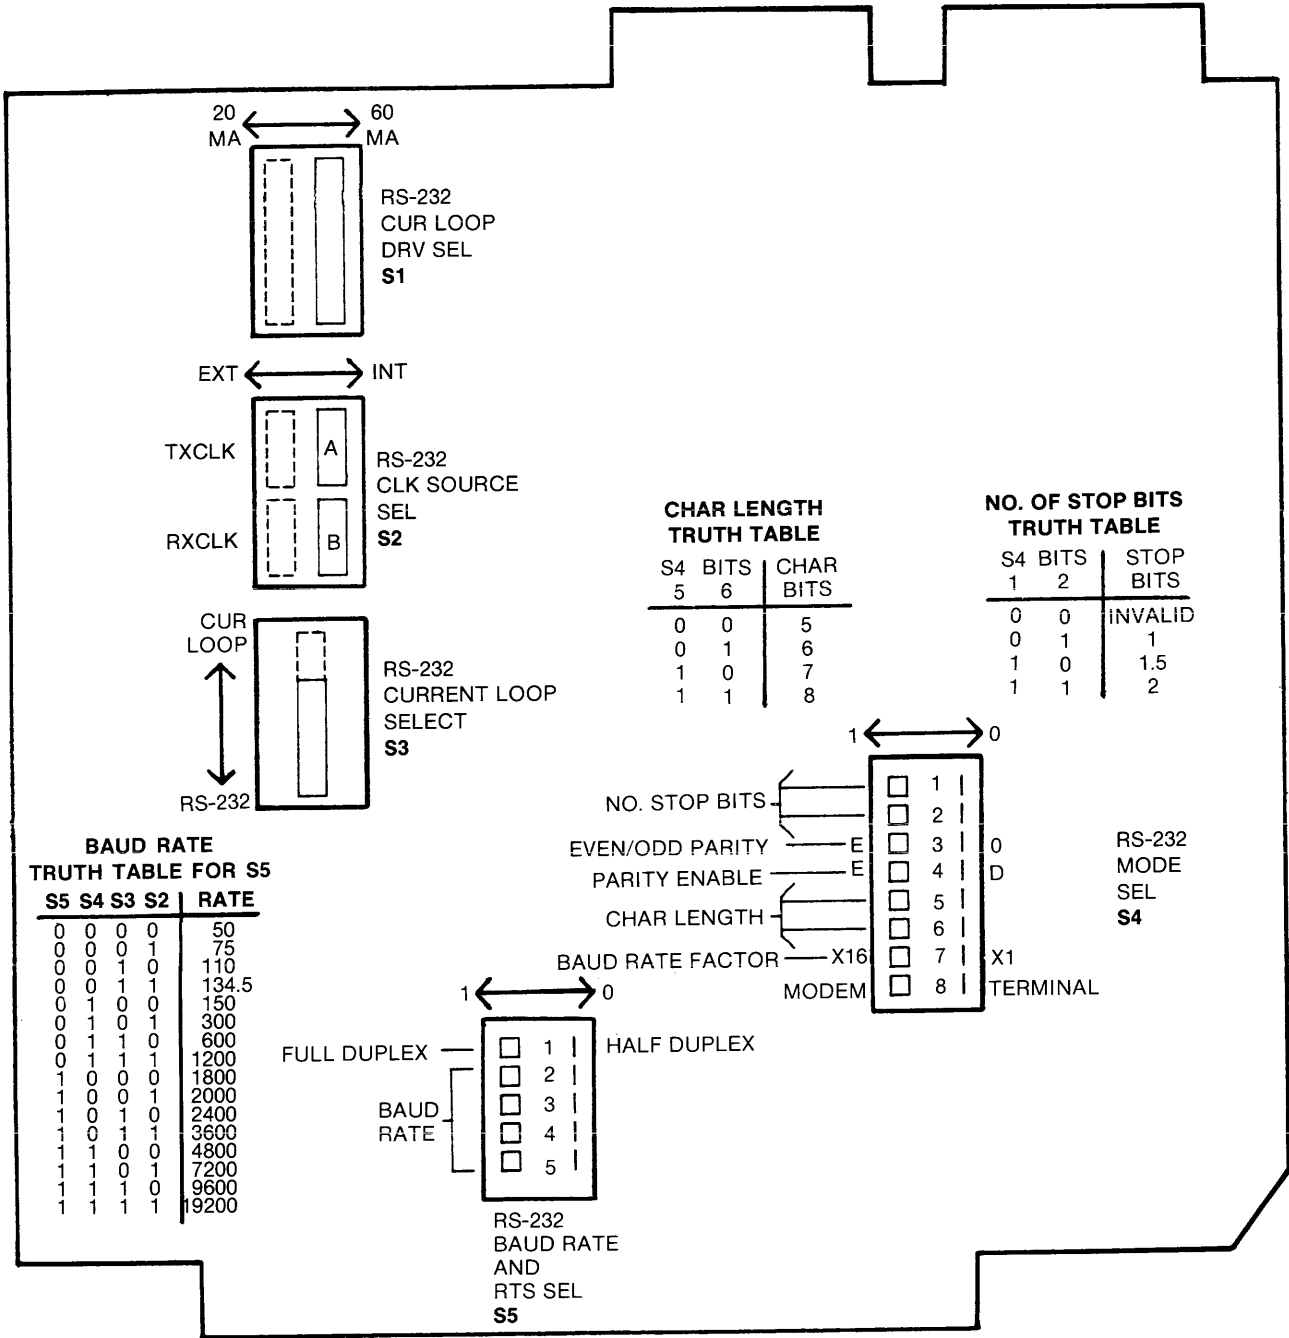 20 60
MA MA
RS-232
CUR LOOP
DRV SEL
S1
EXT INT
TXCLK A
RXCLK B
RS-232
CLK SOURCE
SEL
S2
CUR
LOOP
RS-232
RS-232
CURRENT LOOP
SELECT
S3
CHAR LENGTH
TRUTH TABLE
S4 BITS CHAR
5 6 BITS
0 0 5
0 1 6
1 0 7
1 1 8
NO. OF STOP BITS
TRUTH TABLE
S4 BITS STOP
1 2 BITS
0 0 INVALID
0 1 1
1 0 1.5
1 1 2
1 0
NO. STOP BITS 1
2
EVEN/ODD PARITY E 3 0
PARITY ENABLE E 4 D
CHAR LENGTH 5
6
BAUD RATE FACTOR X16 7 X1
MODEM 8 TERMINAL
RS-232
MODE
SEL
S4
BAUD RATE
TRUTH TABLE FOR S5
S5 S4 S3 S2 RATE
0 0 0 0 50
0 0 0 1 75
0 0 1 0 110
0 0 1 1 134.5
0 1 0 0 150
0 1 0 1 300
0 1 1 0 600
0 1 1 1 1200
1 0 0 0 1800
1 0 0 1 2000
1 0 1 0 2400
1 0 1 1 3600
1 1 0 0 4800
1 1 0 1 7200
1 1 1 0 9600
1 1 1 1 19200
1 0
FULL DUPLEX 1 HALF DUPLEX
BAUD
RATE
2
3
4
5
RS-232
BAUD RATE
AND
RTS SEL
S5